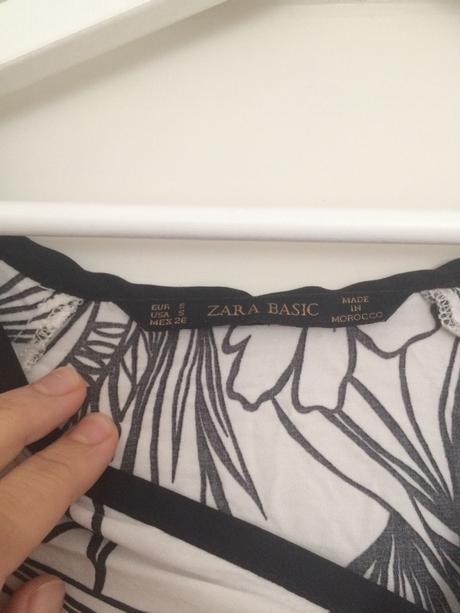 EUR S
USA S
MEX 26
ZARA BASIC
MADE
IN
MOROCCO